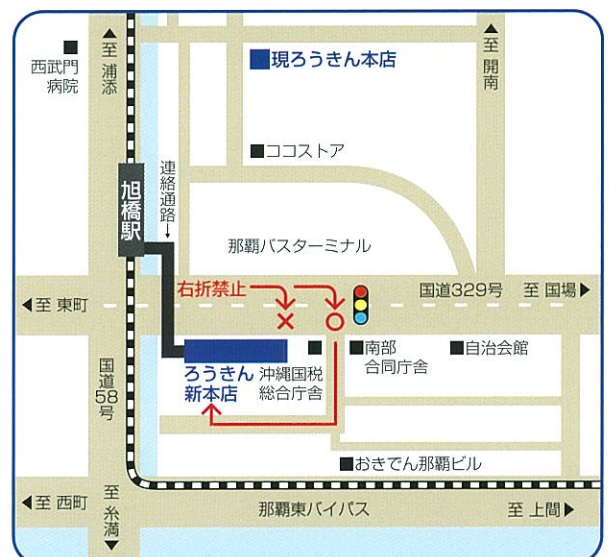 至 浦添
西武門
病院
現ろうきん本店
至 開南
ココストア
連絡通路→
旭橋駅
那覇バスターミナル
右折禁止
国道329号
至 国場
至 東町
ろうきん
新本店
沖縄国税
総合庁舎
南部
合同庁舎
自治会館
国道58号
おきでん那覇ビル
至 西町
至 糸満
那覇東バイパス
至 上間